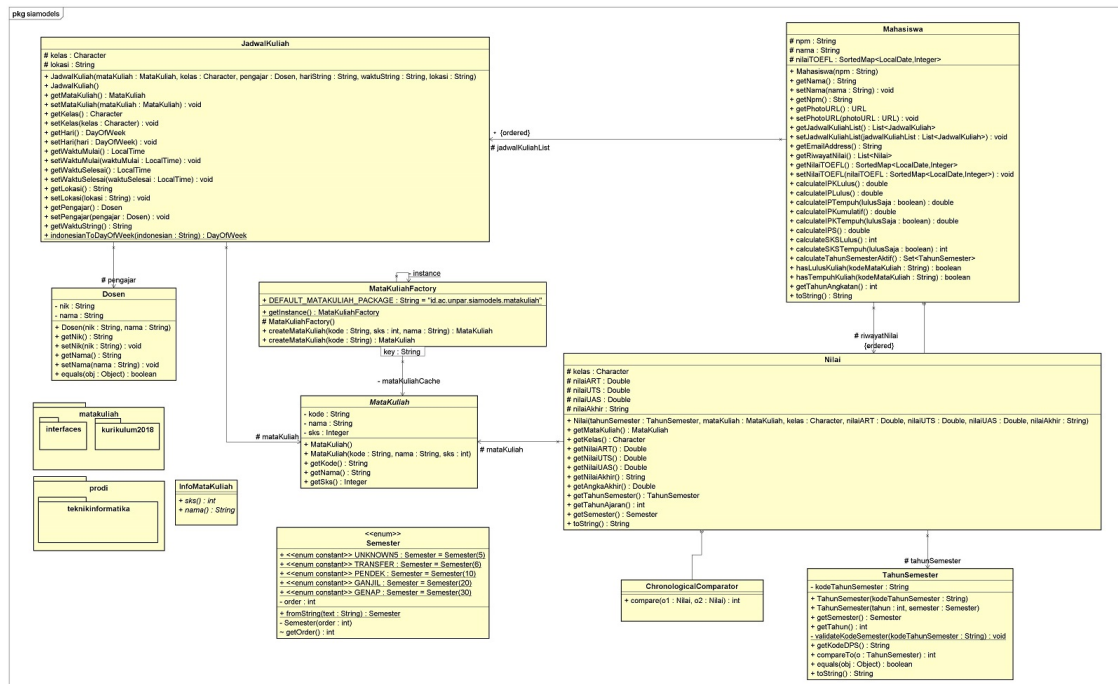 pkg siamodels
JadwalKuliah
# kelas : Character
# lokasi : String
+ JadwalKuliah(mataKuliah : MataKuliah, kelas : Character, pengajar : Dosen, hariString : String, waktuString : String, lokasi : String)
+ JadwalKuliah()
+ getMataKuliah() : MataKuliah
+ setMataKuliah(mataKuliah : MataKuliah) : void
+ getKelas() : Character
+ setKelas(kelas : Character) : void
+ getHari() : DayOfWeek
+ setHari(hari : DayOfWeek) : void
+ getWaktuMulai() : LocalTime
+ setWaktuMulai(waktuMulai : LocalTime) : void
+ getWaktuSelesai() : LocalTime
+ setWaktuSelesai(waktuSelesai : LocalTime) : void
+ getLokasi() : String
+ setLokasi(lokasi : String) : void
+ getPengajar() : Dosen
+ setPengajar(pengajar : Dosen) : void
+ getWaktuString() : String
+ indonesianToDayOfWeek(indonesian : String) : DayOfWeek
* {ordered}
# jadwalKuliahList
Mahasiswa
# npm : String
# nama : String
# nilaiTOEFL : SortedMap<LocalDate,Integer>
+ Mahasiswa(npm : String)
+ getNama() : String
+ setNama(nama : String) : void
+ getNpm() : String
+ getPhotoURL() : URL
+ setPhotoURL(photoURL : URL) : void
+ getJadwalKuliahList() : List<JadwalKuliah>
+ setJadwalKuliahList(jadwalKuliahList : List<JadwalKuliah>) : void
+ getEmailAddress() : String
+ getRiwayatNilai() : List<Nilai>
+ getNilaiTOEFL() : SortedMap<LocalDate,Integer>
+ setNilaiTOEFL(nilaiTOEFL : SortedMap<LocalDate,Integer>) : void
+ calculateIPKLulus() : double
+ calculateIPLulus() : double
+ calculateIPTempuh(lulusSaja : boolean) : double
+ calculateIPKumulatif() : double
+ calculateIPKTempuh(lulusSaja : boolean) : double
+ calculateIPS() : double
+ calculateSKSLulus() : int
+ calculateSKSTempuh(lulusSaja : boolean) : int
+ calculateTahunSemesterAktif() : Set<TahunSemester>
+ hasLulusKuliah(kodeMataKuliah : String) : boolean
+ hasTempuhKuliah(kodeMataKuliah : String) : boolean
+ getTahunAngkatan() : int
+ toString() : String
# pengajar
Dosen
- nik : String
- nama : String
+ Dosen(nik : String, nama : String)
+ getNik() : String
+ setNik(nik : String) : void
+ getNama() : String
+ setNama(nama : String) : void
+ equals(obj : Object) : boolean
- instance
MataKuliahFactory
+ DEFAULT_MATAKULIAH_PACKAGE : String = "id.ac.unpar.siamodels.matakuliah"
+ getInstance() : MataKuliahFactory
# MataKuliahFactory()
+ createMataKuliah(kode : String, sks : int, nama : String) : MataKuliah
+ createMataKuliah(kode : String) : MataKuliah
key : String
- mataKuliahCache
# riwayatNilai
{ordered}
Nilai
# kelas : Character
# nilaiART : Double
# nilaiUTS : Double
# nilaiUAS : Double
# nilaiAkhir : String
+ Nilai(tahunSemester : TahunSemester, mataKuliah : MataKuliah, kelas : Character, nilaiART : Double, nilaiUTS : Double, nilaiUAS : Double, nilaiAkhir : String)
+ getMataKuliah() : MataKuliah
+ getKelas() : Character
+ getNilaiART() : Double
+ getNilaiUTS() : Double
+ getNilaiUAS() : Double
+ getNilaiAkhir() : String
+ getAngkaAkhir() : Double
+ getTahunSemester() : TahunSemester
+ getTahunAjaran() : int
+ getSemester() : Semester
+ toString() : String
MataKuliah
- kode : String
- nama : String
- sks : Integer
+ MataKuliah()
+ MataKuliah(kode : String, nama : String, sks : int)
+ getKode() : String
+ getNama() : String
+ getSks() : Integer
# mataKuliah
# mataKuliah
matakuliah
interfaces
kurikulum2018
prodi
teknikinformatika
InfoMataKuliah
+ sks() : int
+ nama() : String
<<enum>>
Semester
+ <<enum constant>> UNKNOWN5 : Semester = Semester(5)
+ <<enum constant>> TRANSFER : Semester = Semester(6)
+ <<enum constant>> PENDEK : Semester = Semester(10)
+ <<enum constant>> GANJIL : Semester = Semester(20)
+ <<enum constant>> GENAP : Semester = Semester(30)
- order : int
+ fromString(text : String) : Semester
- Semester(order : int)
~ getOrder() : int
ChronologicalComparator
+ compare(o1 : Nilai, o2 : Nilai) : int
# tahunSemester
TahunSemester
- kodeTahunSemester : String
+ TahunSemester(kodeTahunSemester : String)
+ TahunSemester(tahun : int, semester : Semester)
+ getSemester() : Semester
+ getTahun() : int
- validateKodeSemester(kodeTahunSemester : String) : void
+ getKodeDPS() : String
+ compareTo(o : TahunSemester) : int
+ equals(obj : Object) : boolean
+ toString() : String